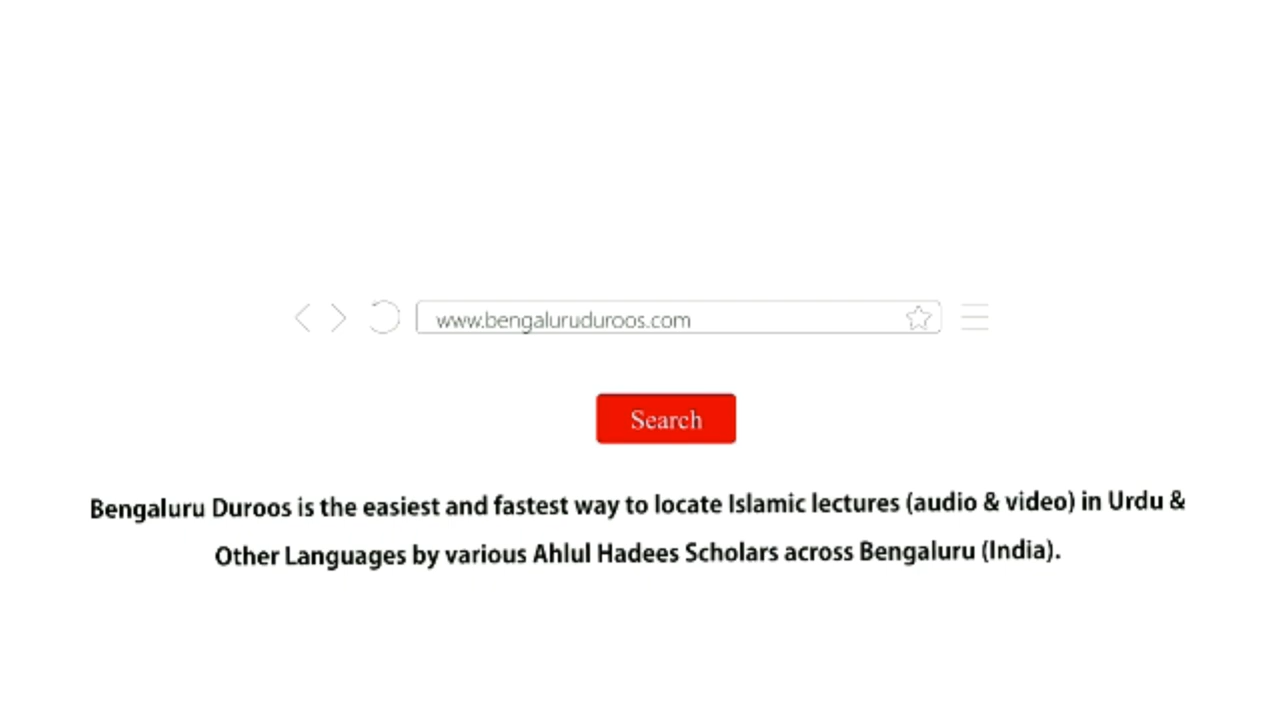 www.bengaluruduroos.com
Search
Bengaluru Duroos is the easiest and fastest way to locate Islamic lectures (audio & video) in Urdu &
Other Languages by various Ahlul Hadees Scholars across Bengaluru (India).